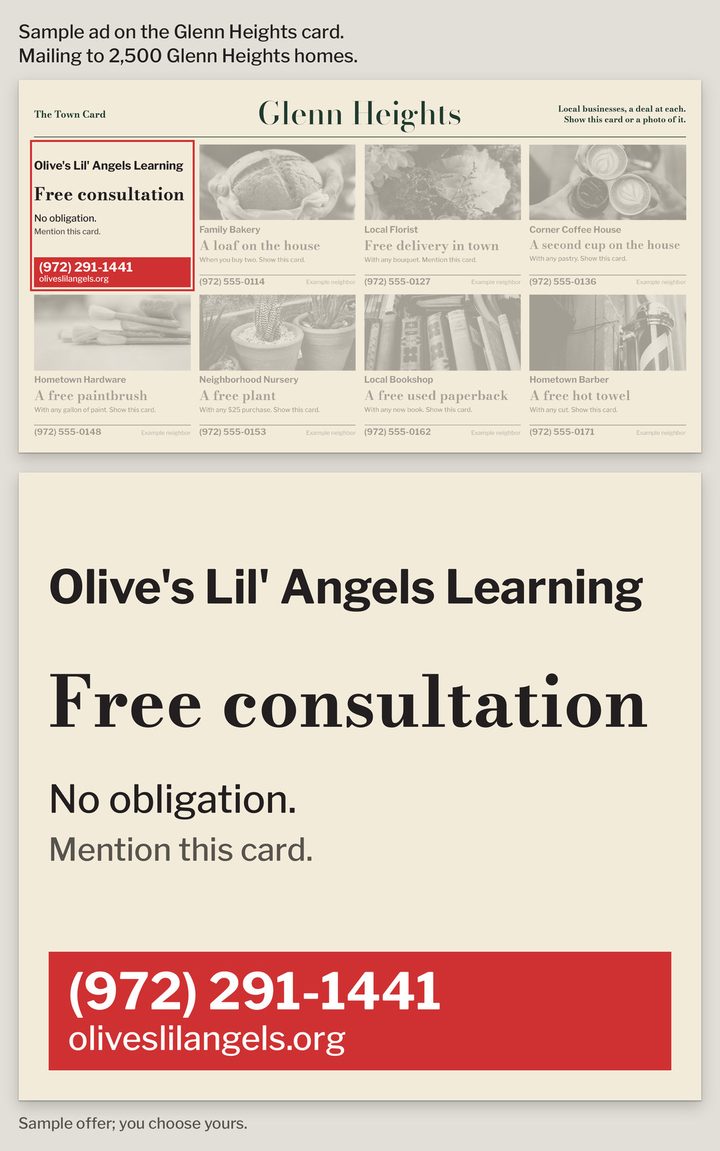 Sample ad on the Glenn Heights card.
Mailing to 2,500 Glenn Heights homes.
The Town Card
Glenn Heights
Local businesses, a deal at each.
Show this card or a photo of it.
Olive's Lil' Angels Learning
Free consultation
No obligation.
Mention this card.
(972) 291-1441
oliveslilangels.org
Family Bakery
A loaf on the house
When you buy two. Show this card.
(972) 555-0114
Example neighbor
Local Florist
Free delivery in town
With any bouquet. Mention this card.
(972) 555-0127
Example neighbor
Corner Coffee House
A second cup on the house
With any pastry. Show this card.
(972) 555-0136
Example neighbor
Hometown Hardware
A free paintbrush
With any gallon of paint. Show this card.
(972) 555-0148
Example neighbor
Neighborhood Nursery
A free plant
With any $25 purchase. Show this card.
(972) 555-0153
Example neighbor
Local Bookshop
A free used paperback
With any new book. Show this card.
(972) 555-0162
Example neighbor
Hometown Barber
A free hot towel
With any cut. Show this card.
(972) 555-0171
Example neighbor
Olive's Lil' Angels Learning
Free consultation
No obligation.
Mention this card.
(972) 291-1441
oliveslilangels.org
Sample offer; you choose yours.